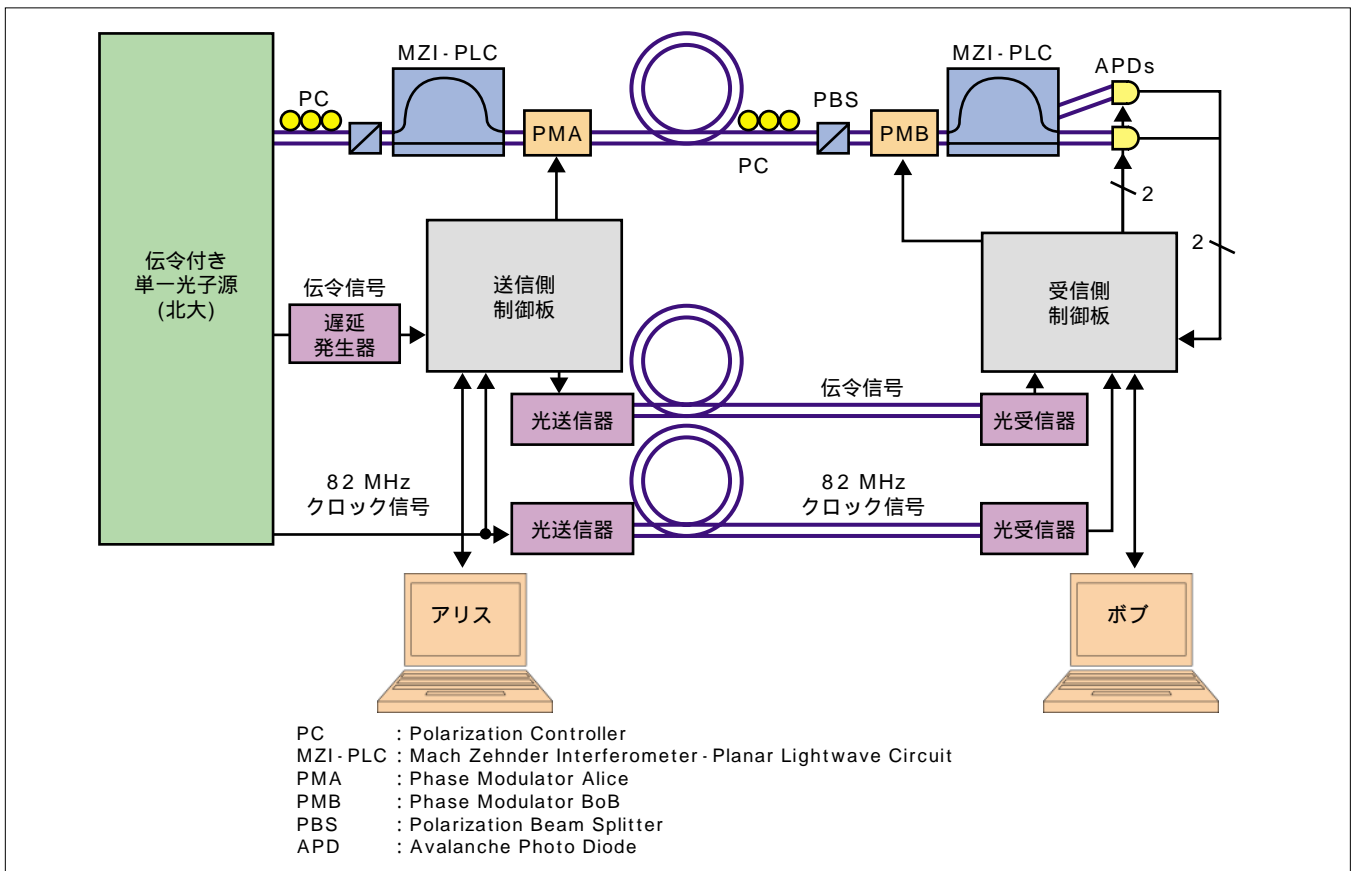 MZI-PLC
MZI-PLC
APDs
PC
PBS
PMA
PMB
PC
2
2
伝令付き
単一光子源
(北大)
伝令信号
遅延
発生器
送信側
制御板
受信側
制御板
伝令信号
光送信器
光受信器
82 MHz
クロック信号
82 MHz
クロック信号
光送信器
光受信器
アリス
ボブ
PC : Polarization Controller
MZI-PLC : Mach Zehnder Interferometer-Planar Lightwave Circuit
PMA : Phase Modulator Alice
PMB : Phase Modulator BoB
PBS : Polarization Beam Splitter
APD : Avalanche Photo Diode